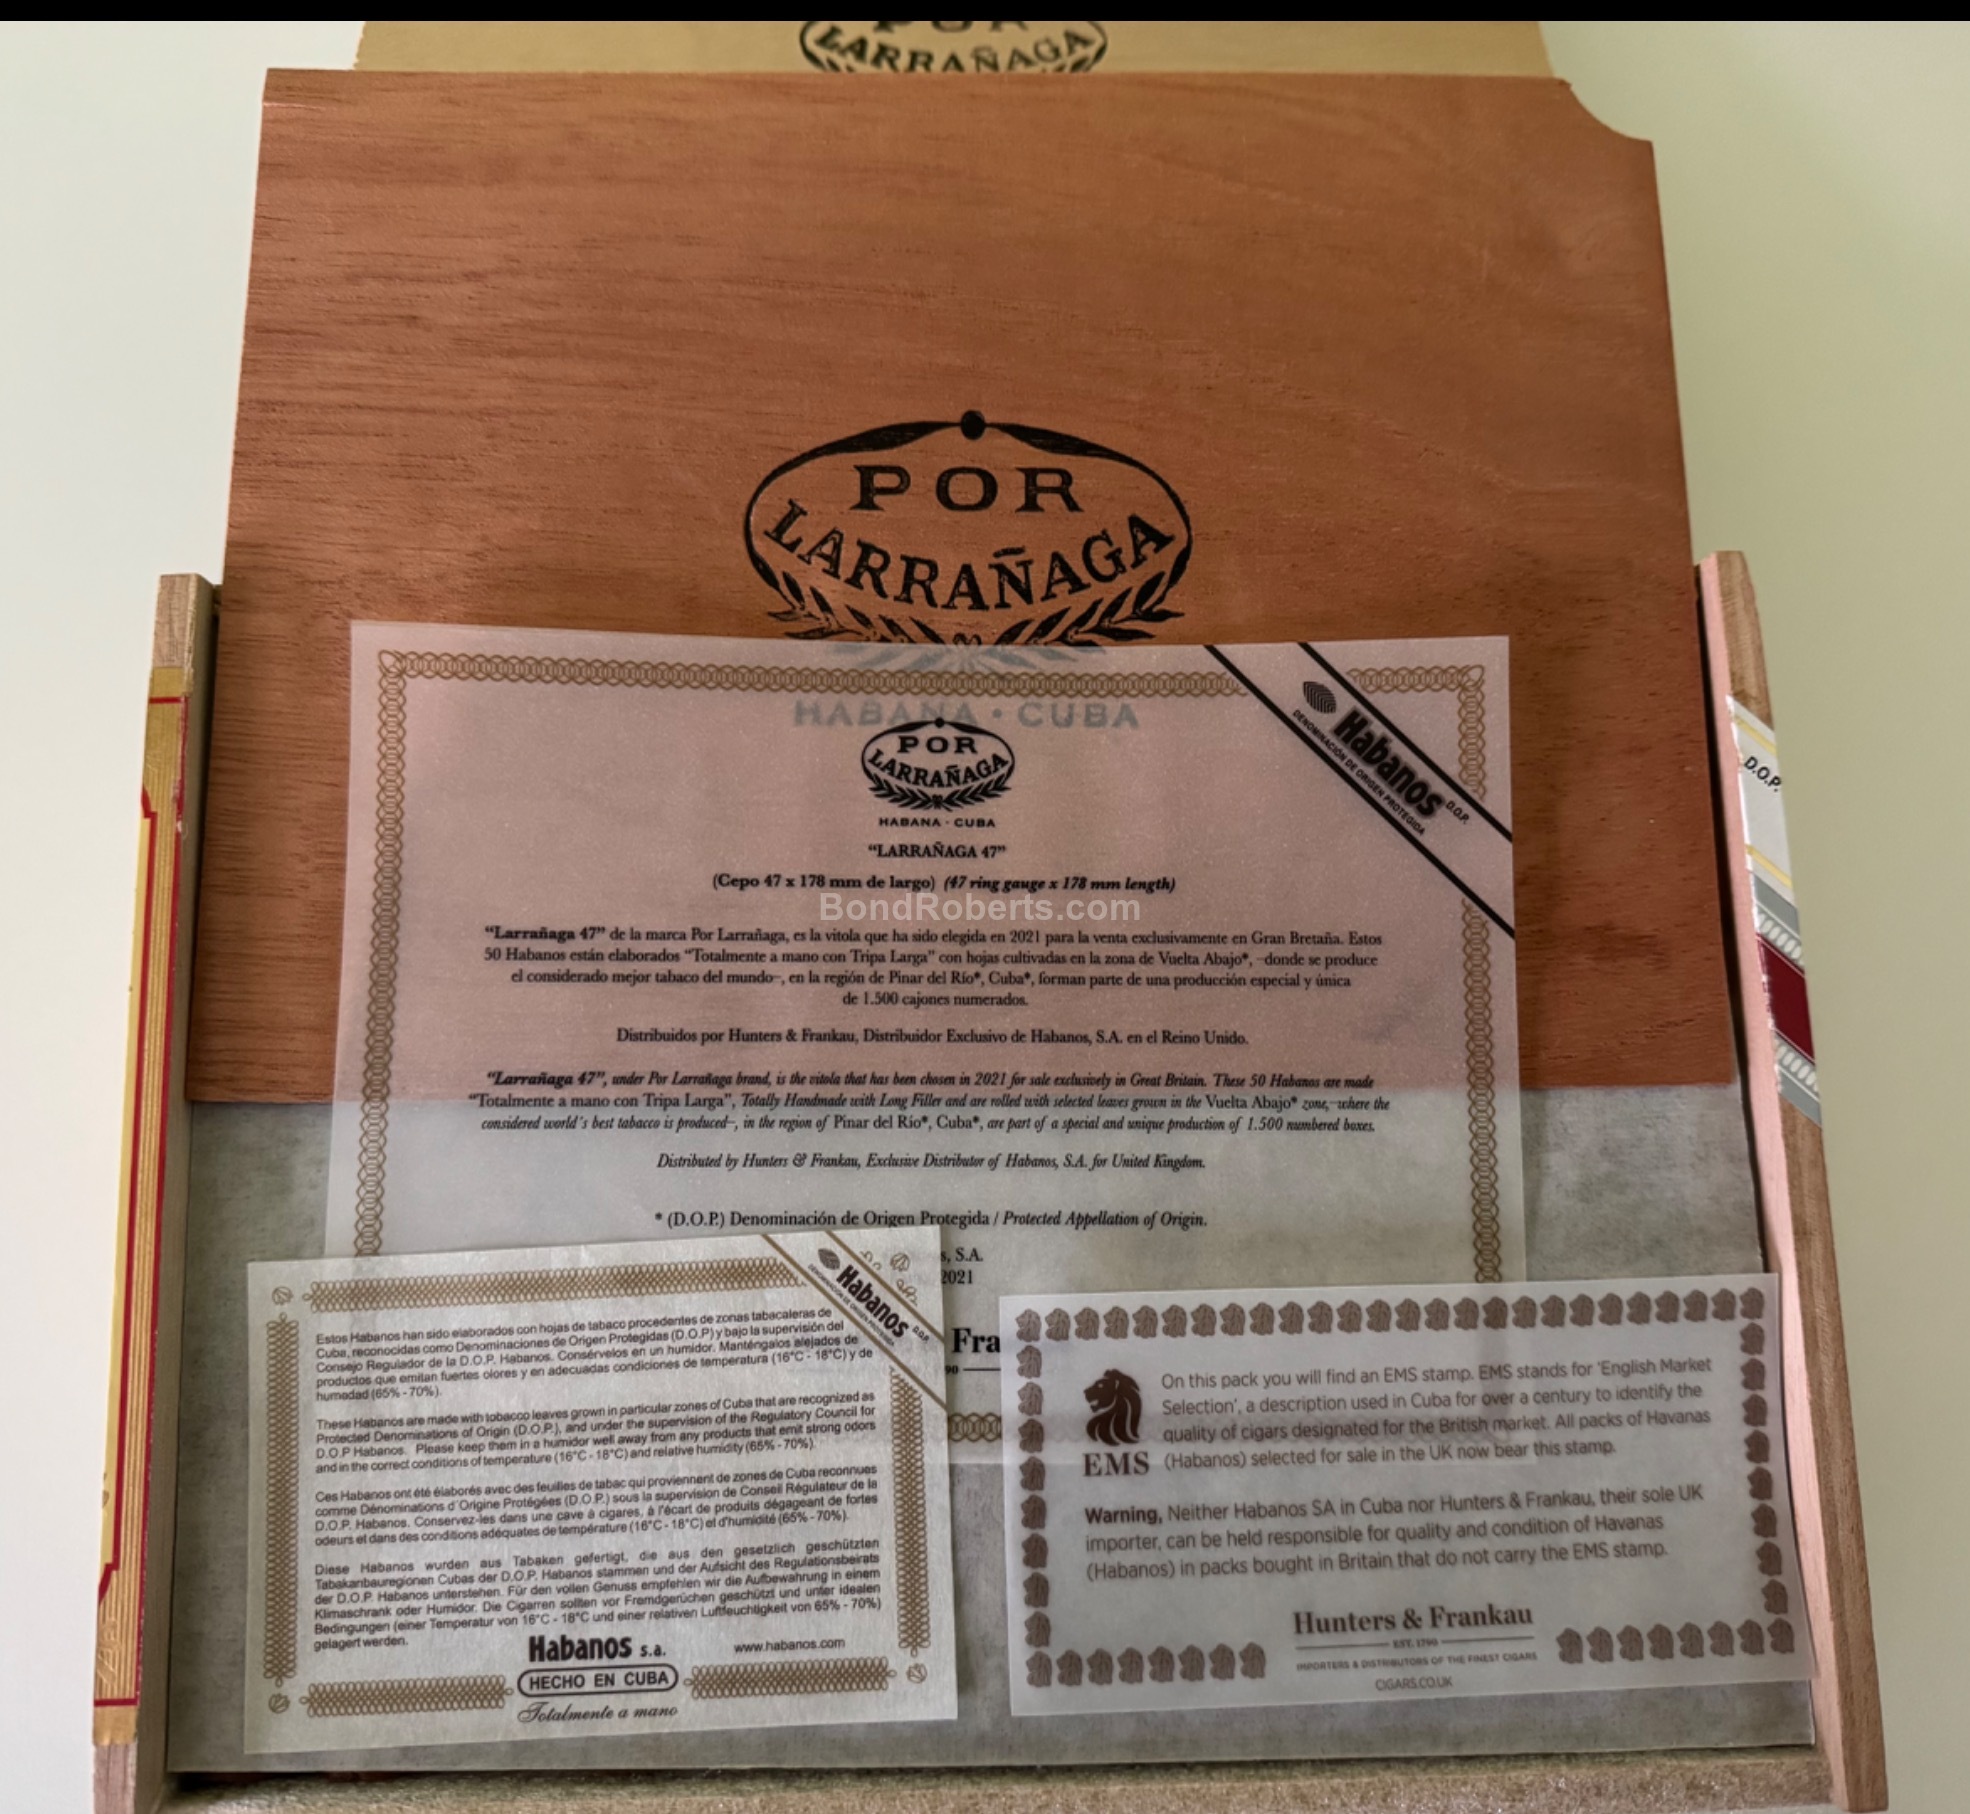 POR
LARRAÑAGA
POR
LARRAÑAGA
HABANA · CUBA
Habanos D.O.P.
DENOMINACIÓN DE ORIGEN PROTEGIDA
D.O.P.
POR
LARRAÑAGA
HABANA · CUBA
“LARRAÑAGA 47”
(Cepo 47 x 178 mm de largo) (47 ring gauge x 178 mm length)
BondRoberts.com
“Larrañaga 47” de la marca Por Larrañaga, es la vitola que ha sido elegida en 2021 para la venta exclusivamente en Gran Bretaña. Estos
50 Habanos están elaborados “Totalmente a mano con Tripa Larga” con hojas cultivadas en la zona de Vuelta Abajo*, –donde se produce
el considerado mejor tabaco del mundo–, en la región de Pinar del Río*, Cuba*, forman parte de una producción especial y única
de 1.500 cajones numerados.
Distribuidos por Hunters & Frankau, Distribuidor Exclusivo de Habanos, S.A. en el Reino Unido.
“Larrañaga 47”, under Por Larrañaga brand, is the vitola that has been chosen in 2021 for sale exclusively in Great Britain. These 50 Habanos are made
“Totalmente a mano con Tripa Larga”, Totally Handmade with Long Filler and are rolled with selected leaves grown in the Vuelta Abajo* zone,–where the
considered world´s best tabacco is produced–, in the region of Pinar del Río*, Cuba*, are part of a special and unique production of 1.500 numbered boxes.
Distributed by Hunters & Frankau, Exclusive Distributor of Habanos, S.A. for United Kingdom.
* (D.O.P.) Denominación de Origen Protegida / Protected Appellation of Origin.
s, S.A.
2021
Fra
90
Habanos D.O.P.
DENOMINACIÓN DE ORIGEN PROTEGIDA
Estos Habanos han sido elaborados con hojas de tabaco procedentes de zonas tabacaleras de
Cuba, reconocidas como Denominaciones de Origen Protegidas (D.O.P) y bajo la supervisión del
Consejo Regulador de la D.O.P. Habanos. Consérvelos en un humidor. Manténgalos alejados de
productos que emitan fuertes olores y en adecuadas condiciones de temperatura (16°C - 18°C) y de
humedad (65% - 70%).
These Habanos are made with tobacco leaves grown in particular zones of Cuba that are recognized as
Protected Denominations of Origin (D.O.P.), and under the supervision of the Regulatory Council for
D.O.P Habanos. Please keep them in a humidor well away from any products that emit strong odors
and in the correct conditions of temperature (16°C - 18°C) and relative humidity (65% - 70%).
Ces Habanos ont été élaborés avec des feuilles de tabac qui proviennent de zones de Cuba reconnues
comme Dénominations d´Origine Protégées (D.O.P.) sous la supervision de Conseil Régulateur de la
D.O.P. Habanos. Conservez-les dans une cave à cigares, à l'écart de produits dégageant de fortes
odeurs et dans des conditions adéquates de température (16°C - 18°C) et d'humidité (65% - 70%).
Diese Habanos wurden aus Tabaken gefertigt, die aus den gesetzlich geschützten
Tabakanbauregionen Cubas der D.O.P. Habanos stammen und der Aufsicht des Regulationsbeirats
der D.O.P. Habanos unterstehen. Für den vollen Genuss empfehlen wir die Aufbewahrung in einem
Klimaschrank oder Humidor. Die Cigarren sollten vor Fremdgerüchen geschützt und unter idealen
Bedingungen (einer Temperatur von 16°C - 18°C und einer relativen Luftfeuchtigkeit von 65% - 70%)
gelagert werden.
Habanos s.a.
www.habanos.com
HECHO EN CUBA
Totalmente a mano
EMS
On this pack you will find an EMS stamp. EMS stands for 'English Market
Selection', a description used in Cuba for over a century to identify the
quality of cigars designated for the British market. All packs of Havanas
(Habanos) selected for sale in the UK now bear this stamp.
Warning, Neither Habanos SA in Cuba nor Hunters & Frankau, their sole UK
importer, can be held responsible for quality and condition of Havanas
(Habanos) in packs bought in Britain that do not carry the EMS stamp.
Hunters & Frankau
EST. 1790
IMPORTERS & DISTRIBUTORS OF THE FINEST CIGARS
CIGARS.CO.UK